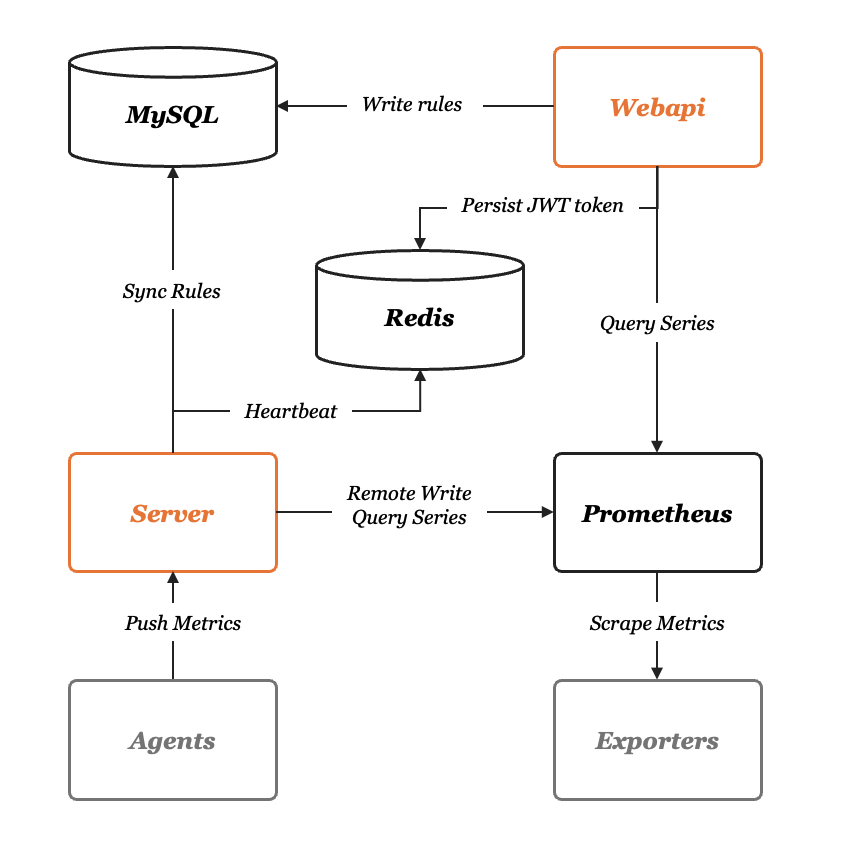 MySQL
Write rules
Webapi
Persist JWT token
Sync Rules
Redis
Query Series
Heartbeat
Server
Remote Write
Query Series
Prometheus
Push Metrics
Scrape Metrics
Agents
Exporters